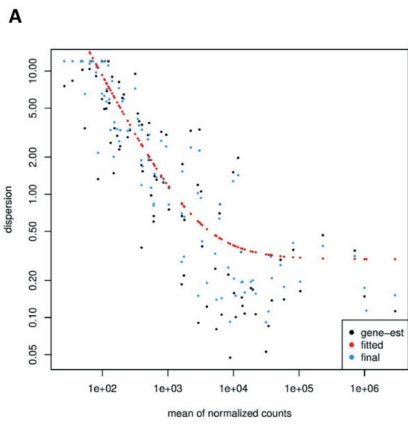 A
10.00
5.00
2.00
1.00
0.50
0.20
0.10
0.05
dispersion
gene-est
fitted
final
1e+02 1e+03 1e+04 1e+05 1e+06
mean of normalized counts